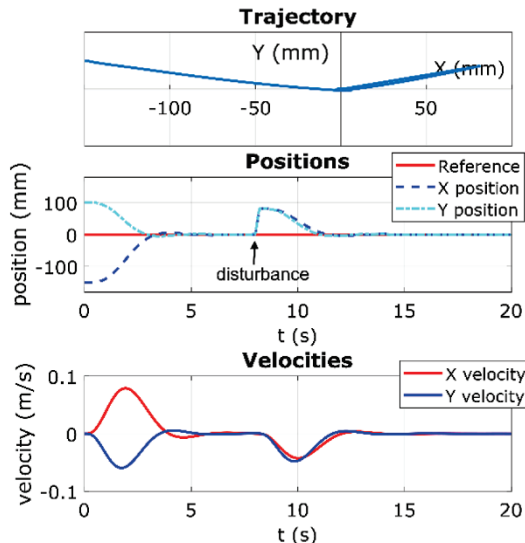 Trajectory
Y (mm)
X (mm)
-100 -50 50
Positions
position (mm)
100
0
-100
Reference
X position
Y position
disturbance
0 5 10 15 20
t (s)
Velocities
velocity (m/s)
0.1
0
-0.1
X velocity
Y velocity
0 5 10 15 20
t (s)